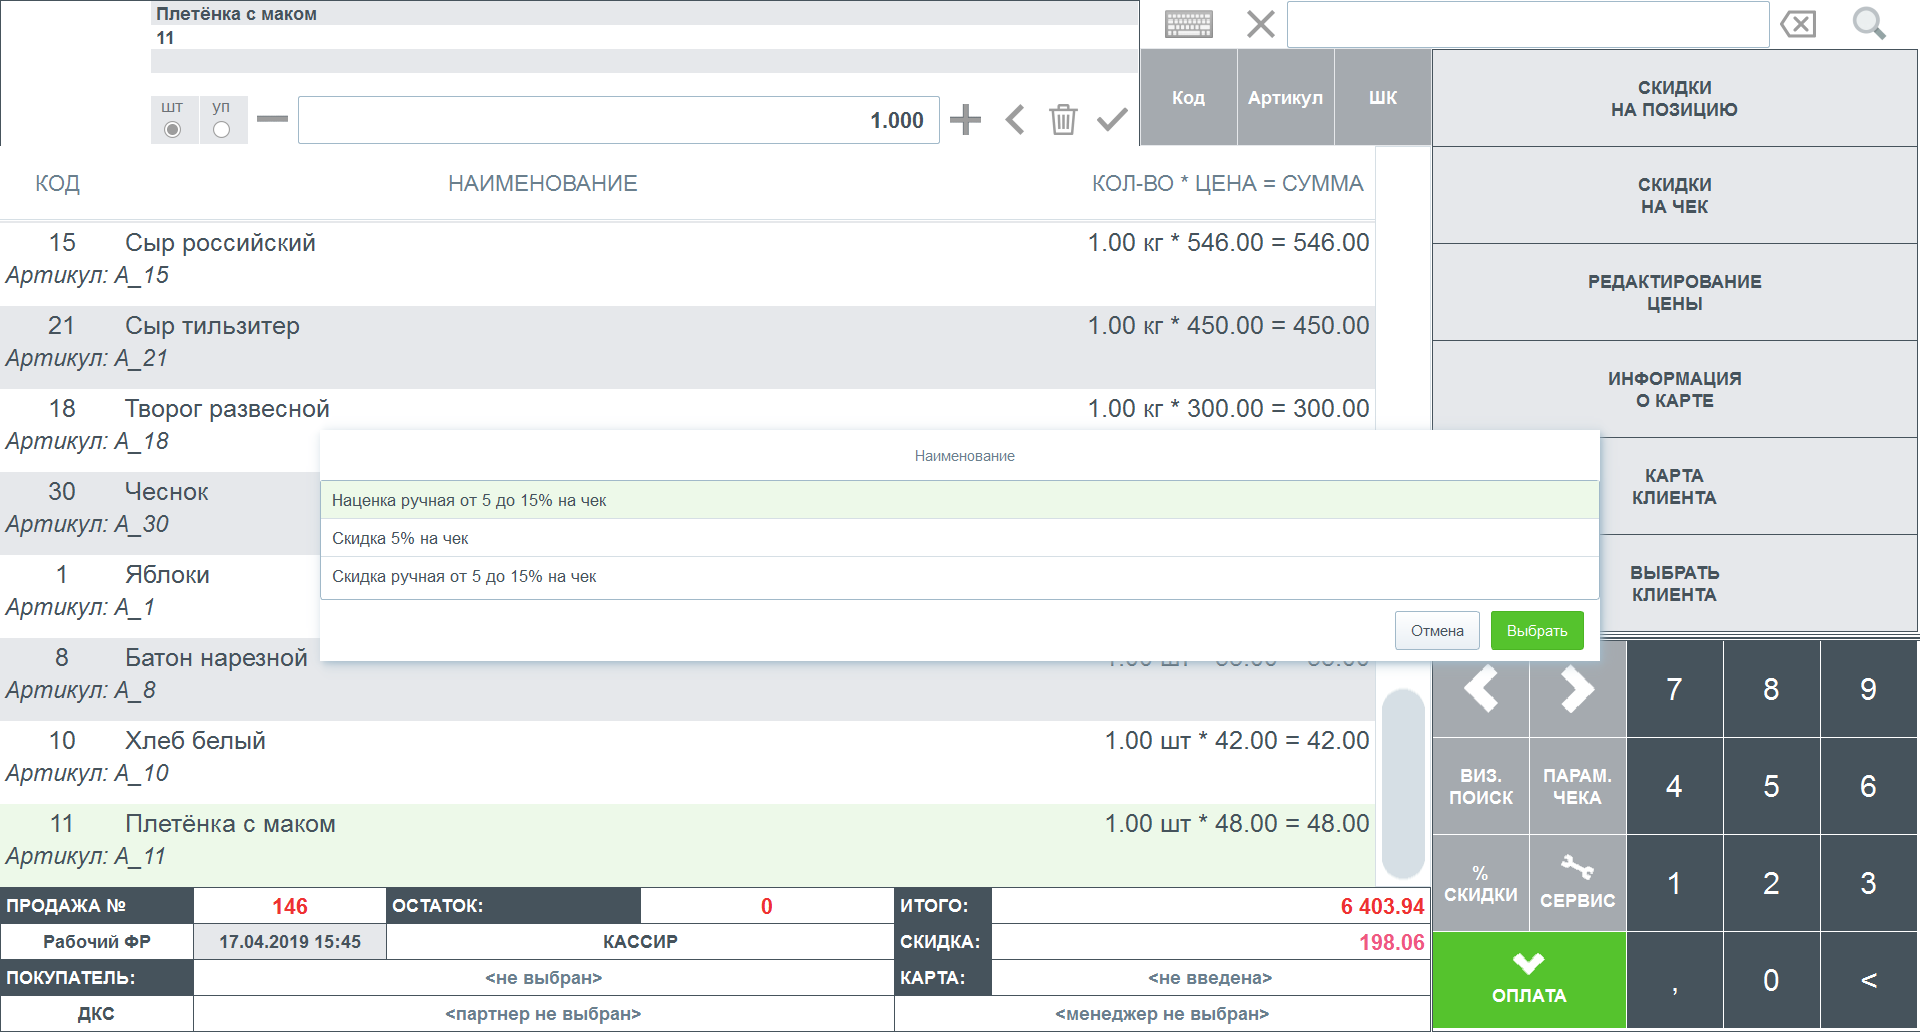 Плетёнка с маком
11
шт
уп
1.000
Код
Артикул
ШК
СКИДКИ
НА ПОЗИЦИЮ
СКИДКИ
НА ЧЕК
РЕДАКТИРОВАНИЕ
ЦЕНЫ
ИНФОРМАЦИЯ
О КАРТЕ
КАРТА
КЛИЕНТА
ВЫБРАТЬ
КЛИЕНТА
КОД НАИМЕНОВАНИЕ КОЛ-ВО * ЦЕНА = СУММА
15 Сыр российский 1.00 кг * 546.00 = 546.00
Артикул: А_15
21 Сыр тильзитер 1.00 кг * 450.00 = 450.00
Артикул: А_21
18 Творог развесной 1.00 кг * 300.00 = 300.00
Артикул: А_18
30 Чеснок
Артикул: А_30
1 Яблоки
Артикул: А_1
8 Батон нарезной
Артикул: А_8
10 Хлеб белый 1.00 шт * 42.00 = 42.00
Артикул: А_10
11 Плетёнка с маком 1.00 шт * 48.00 = 48.00
Артикул: А_11
Наименование
Наценка ручная от 5 до 15% на чек
Скидка 5% на чек
Скидка ручная от 5 до 15% на чек
Отмена
Выбрать
7 8 9
ВИЗ.
ПОИСК
ПАРАМ.
ЧЕКА
4 5 6
%
СКИДКИ
СЕРВИС
1 2 3
ОПЛАТА
, 0 <
ПРОДАЖА № 146 ОСТАТОК: 0 ИТОГО: 6 403.94
Рабочий ФР 17.04.2019 15:45 КАССИР СКИДКА: 198.06
ПОКУПАТЕЛЬ: <не выбран> КАРТА: <не введена>
ДКС <партнер не выбран> <менеджер не выбран>